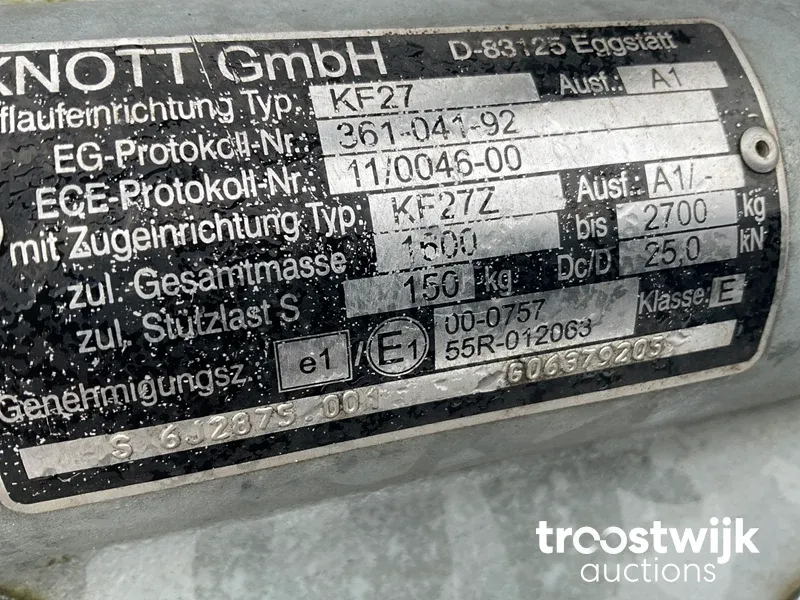 KNOTT GmbH D-83125 Eggstätt
flaufeinrichtung Typ: KF27 Ausf.: A1
EG-Protokoll-Nr.: 361-041-92
ECE-Protokoll-Nr.: 11/0046-00
mit Zugeinrichtung Typ: KF27Z Ausf.: A1/-
zul. Gesamtmasse 1600 bis 2700 kg
zul. Stützlast S 150 kg Dc/D 25,0 kN
Genehmigungsz e1 / E1 00-0757 Klasse: E
55R-012063
S 6J2875.001 G06379205
troostwijk
auctions